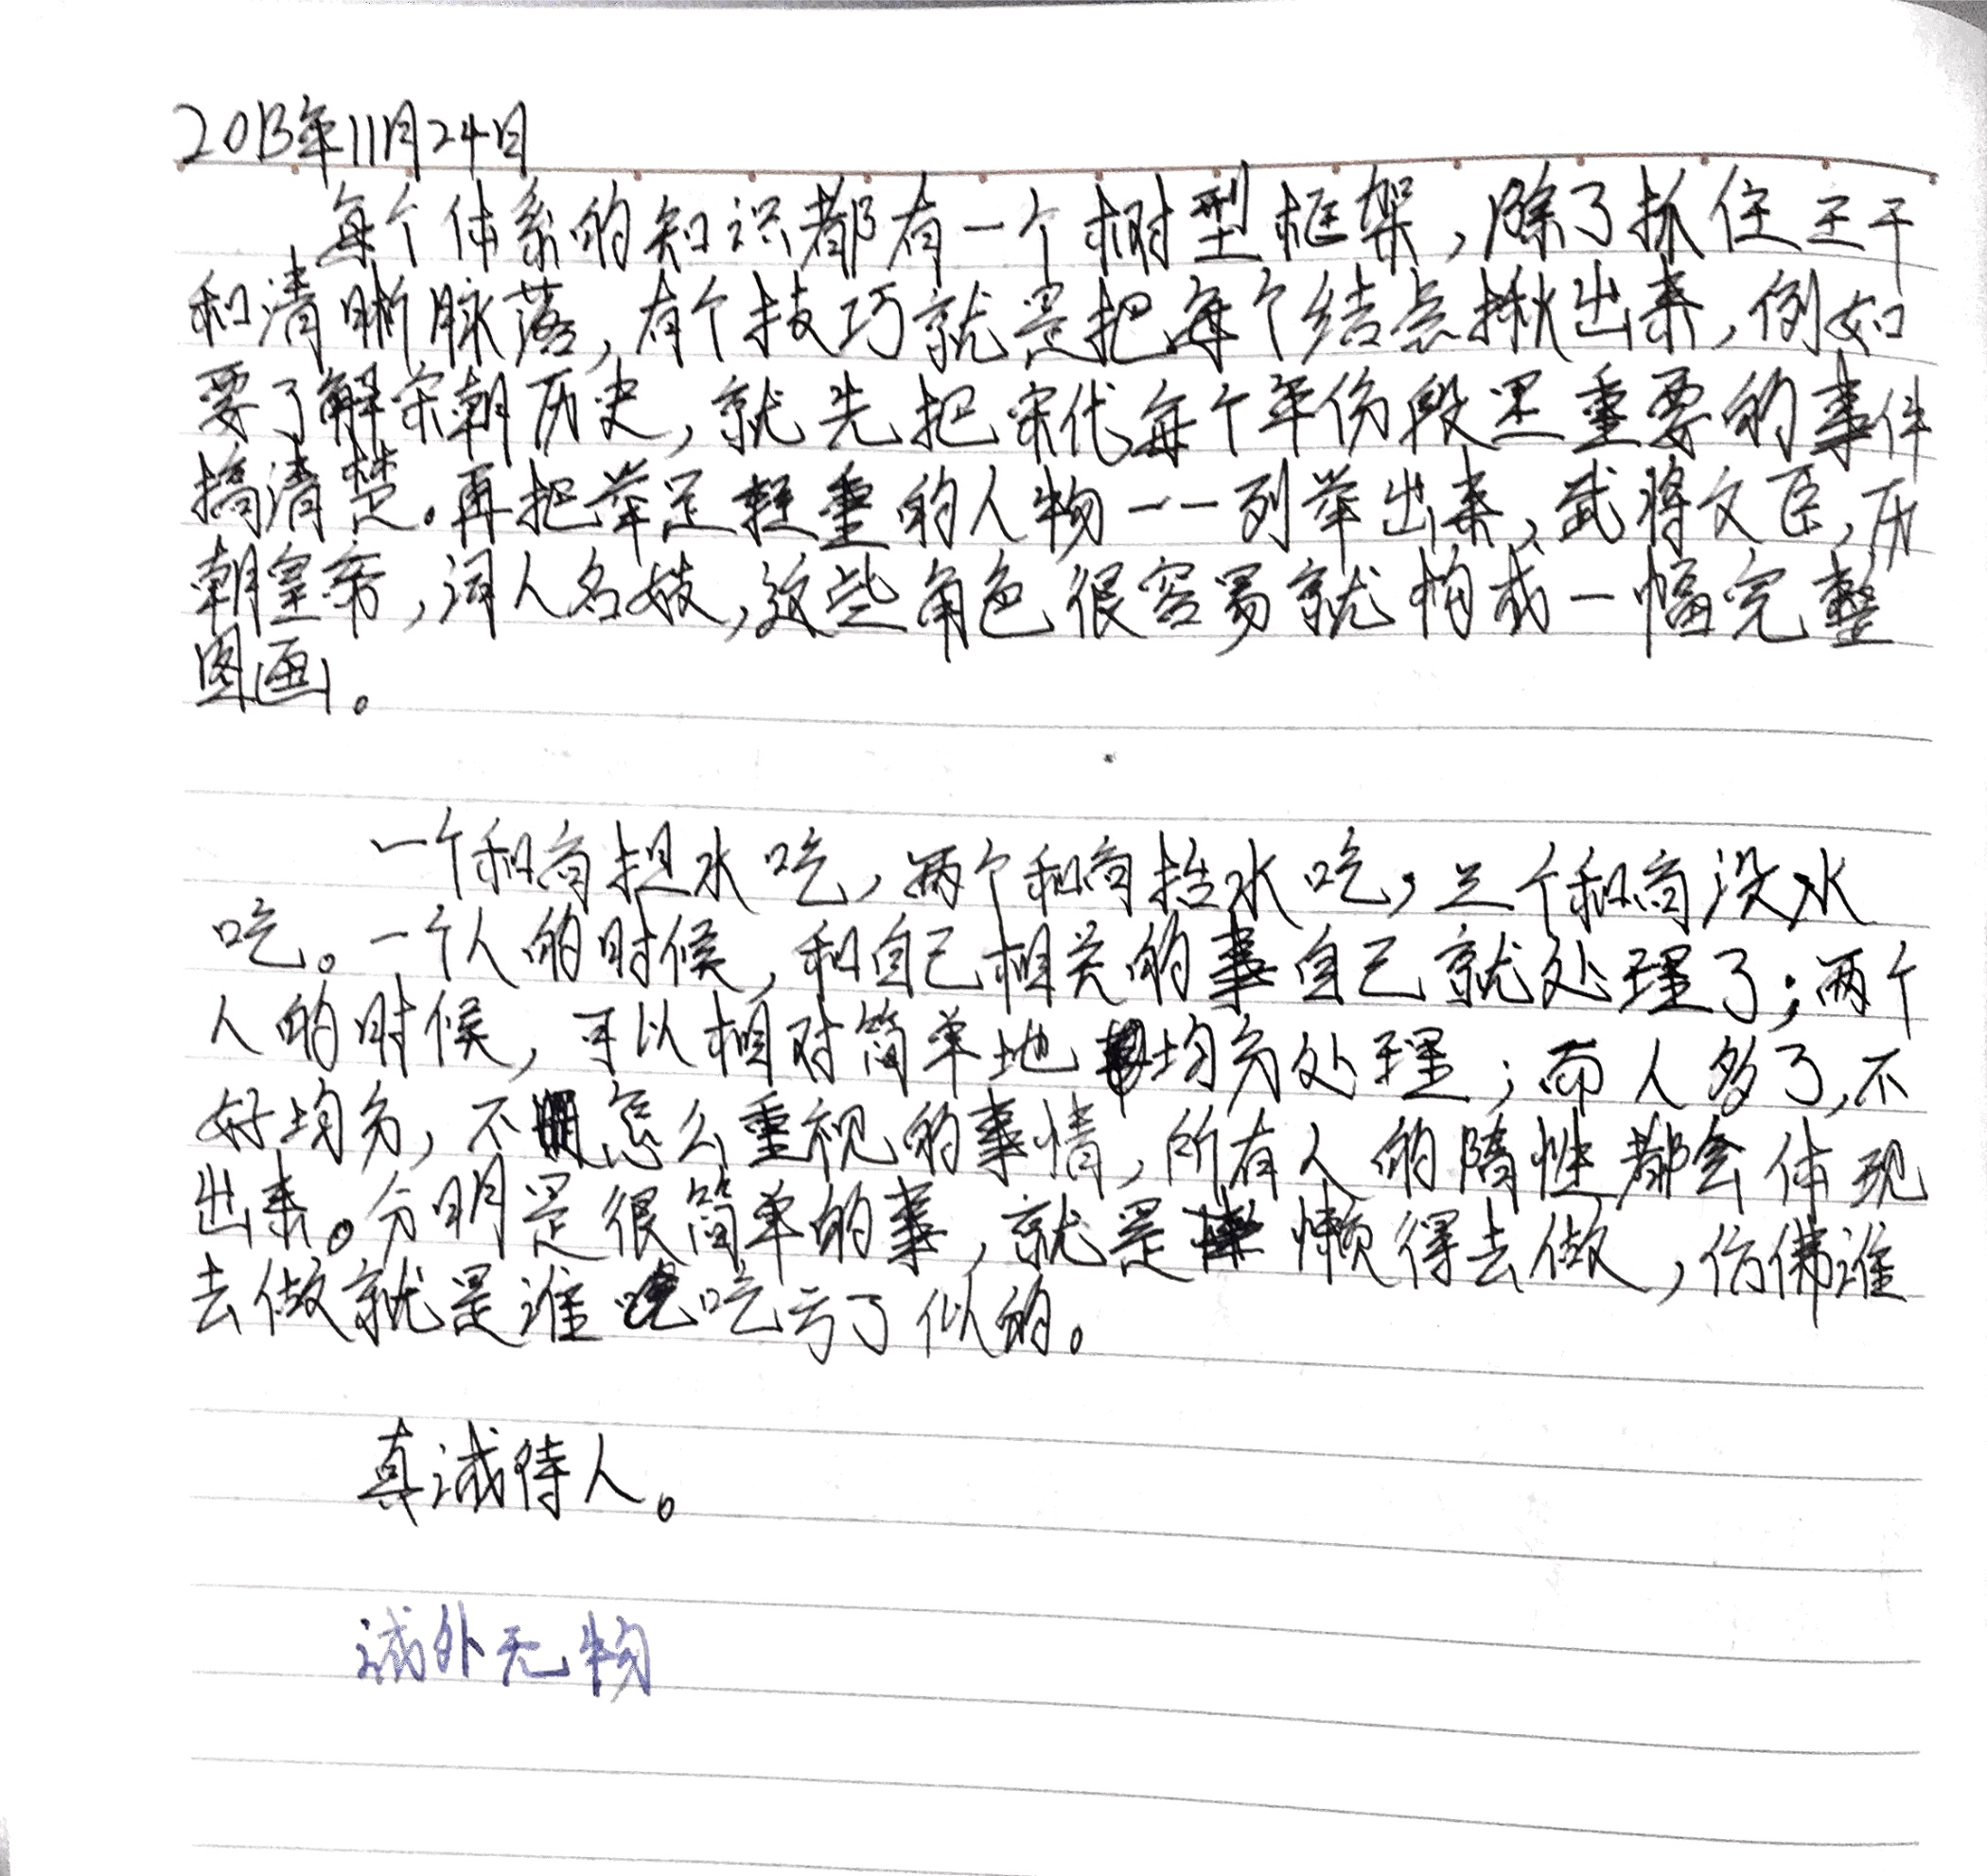 2013年11月24日
每个体系的知识都有一个树型框架,除了抓住主干
和清晰脉落,有个技巧就是把每个结点揪出来,例如
要了解宋朝历史,就先把宋代每个年份段里重要的事件
搞清楚。再把举足轻重的人物一一列举出来,武将文臣,历
朝皇帝,词人名妓,这些角色很容易就构成一幅完整
图画。
一个和尚担水吃,两个和尚抬水吃,三个和尚没水
吃。一个人的时候,和自己相关的事自己就处理了;两个
人的时候,可以相对简单地均分处理;而人多了,不
好均分,不怎么重视的事情,所有人的隋性都会体现
出来。分明是很简单的事,就是懒得去做,仿佛谁
去做就是谁吃亏了似的。
真诚待人。
诚外无物